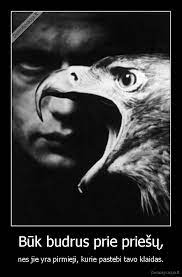 Būk budrus prie priešų,
nes jie yra pirmieji, kurie pastebi tavo klaidas.